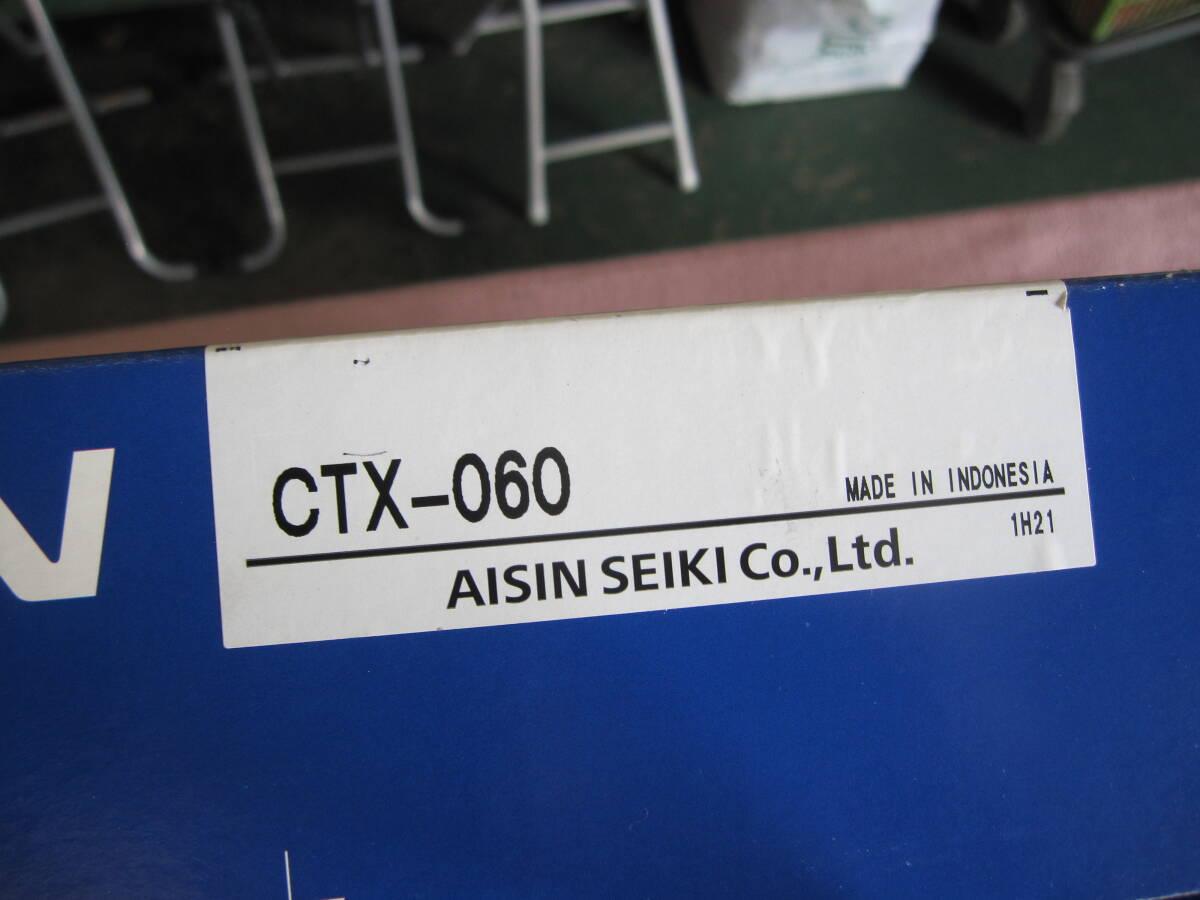 CTX-060
MADE IN INDONESIA
1H21
AISIN SEIKI Co.,Ltd.